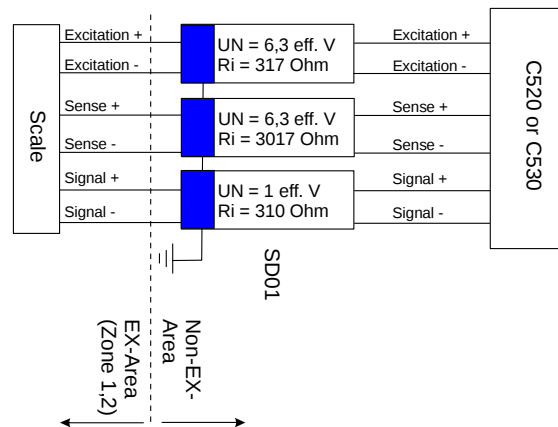 Scale
Excitation +
Excitation -
Sense +
Sense -
Signal +
Signal -
UN = 6,3 eff. V
Ri = 317 Ohm
UN = 6,3 eff. V
Ri = 3017 Ohm
UN = 1 eff. V
Ri = 310 Ohm
Excitation +
Excitation -
Sense +
Sense -
Signal +
Signal -
C520 or C530
SD01
Non-EX-
Area
EX-Area
(Zone 1,2)